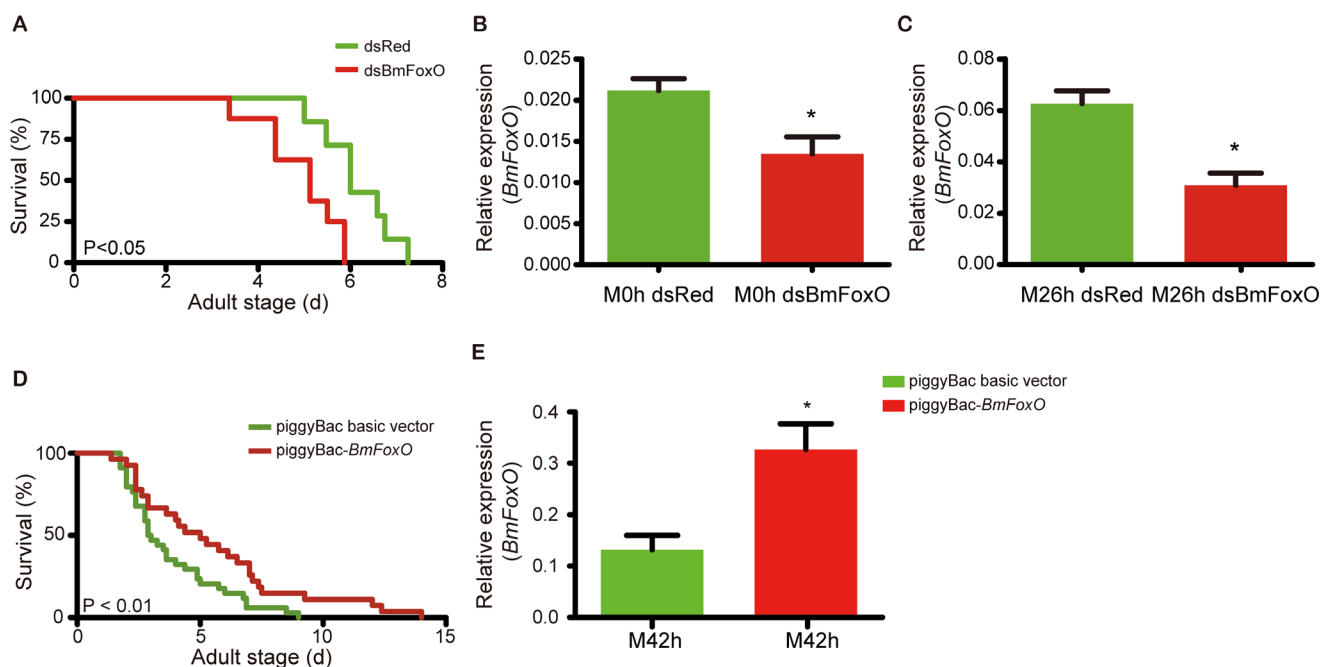 A
dsRed
dsBmFoxO
Survival (%)
100
75
50
25
0
P<0.05
0 2 4 6 8
Adult stage (d)
B
Relative expression
(BmFoxO)
0.025
0.020
0.015
0.010
0.005
0.000
*
M0h dsRed M0h dsBmFoxO
C
Relative expression
(BmFoxO)
0.08
0.06
0.04
0.02
0.00
*
M26h dsRed M26h dsBmFoxO
D
piggyBac basic vector
piggyBac-BmFoxO
Survival (%)
100
50
0
P < 0.01
0 5 10 15
Adult stage (d)
E
piggyBac basic vector
piggyBac-BmFoxO
Relative expression
(BmFoxO)
0.4
0.3
0.2
0.1
0.0
*
M42h M42h